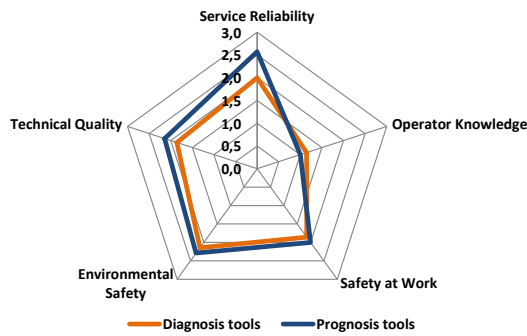 Service Reliability
3,0
2,5
2,0
1,5
1,0
0,5
0,0
Technical Quality
Operator Knowledge
Environmental
Safety
Safety at Work
Diagnosis tools
Prognosis tools